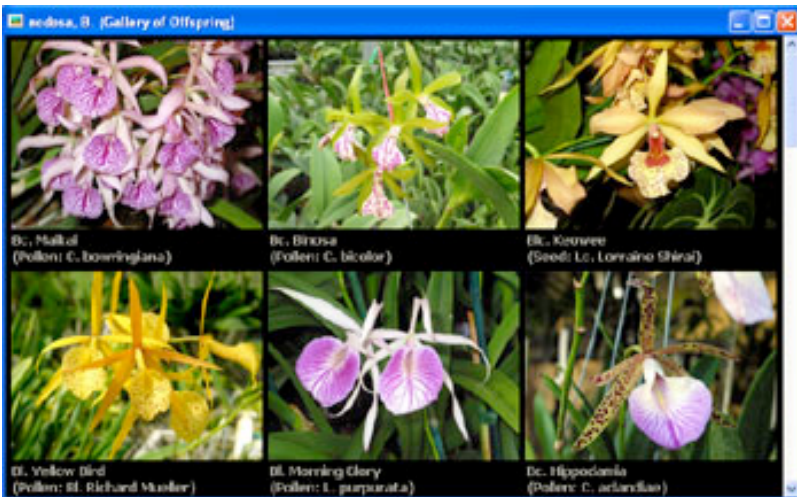 nodosa, B. (Gallery of Offspring)
Bc. Maikai
(Pollen: C. bowringiana)
Bc. Binosa
(Pollen: C. bicolor)
Blc. Keowee
(Seed: Lc. Lorraine Shirai)
Bl. Yellow Bird
(Pollen: Bl. Richard Mueller)
Bl. Morning Glory
(Pollen: L. purpurata)
Bc. Hippodamia
(Pollen: C. aclandiae)